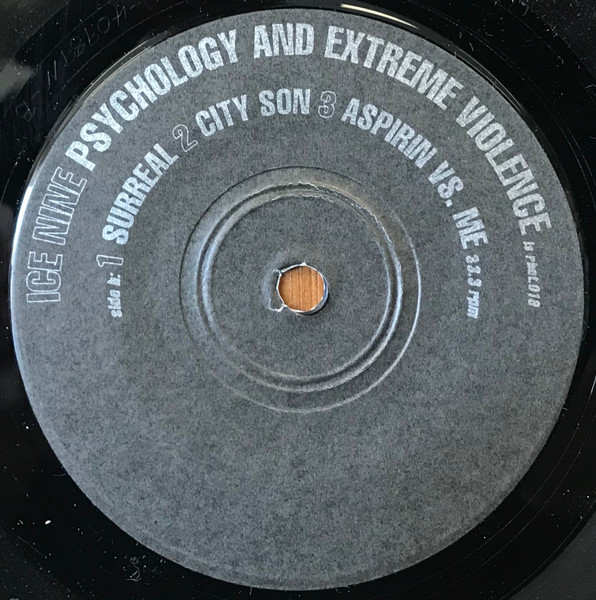 ICE NINE PSYCHOLOGY AND EXTREME VIOLENCE
side b: 1 SURREAL 2 CITY SON 3 ASPIRIN VS. ME 33.3 rpm